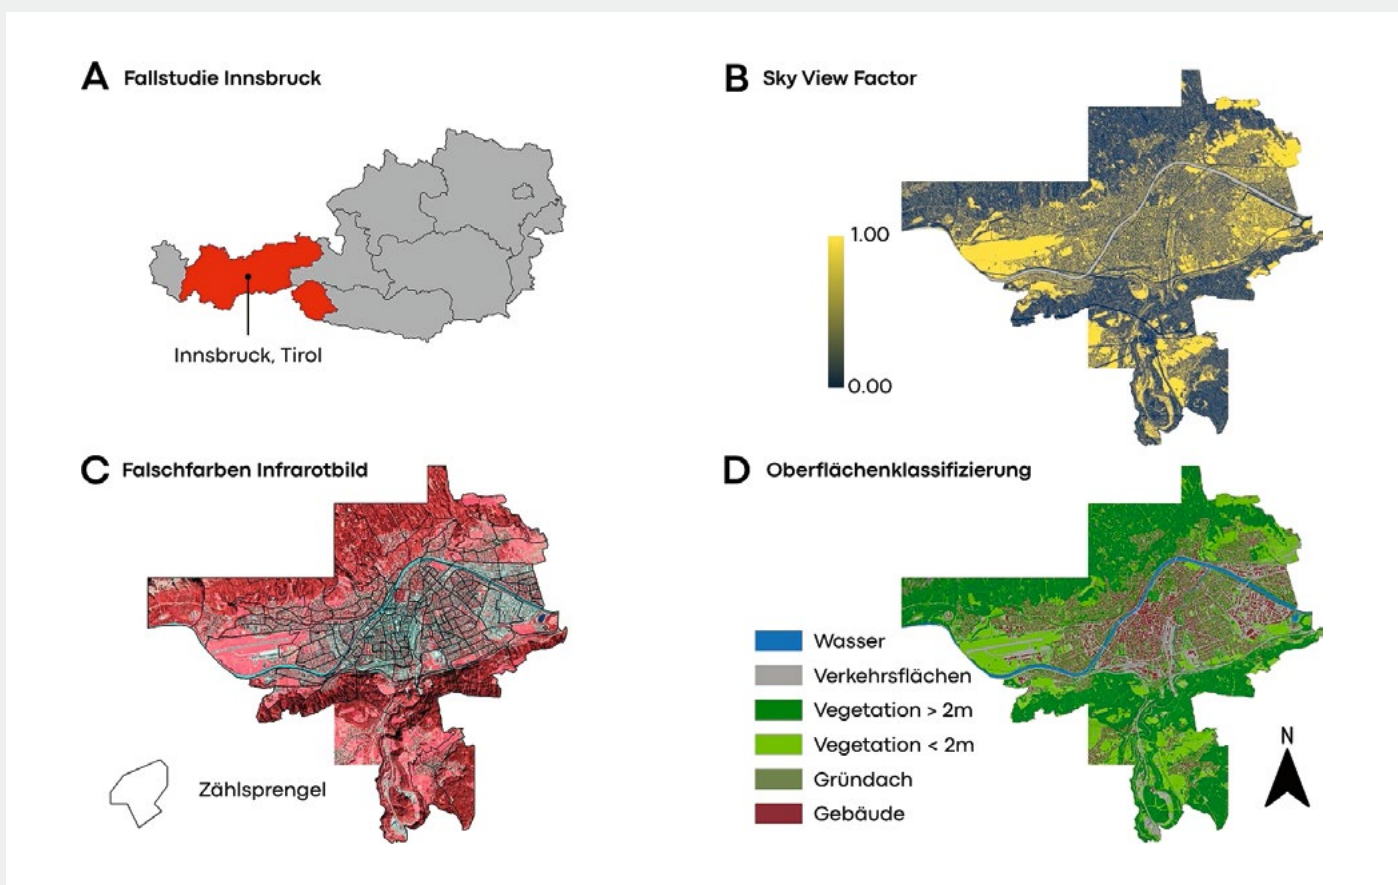 A Fallstudie Innsbruck
Innsbruck, Tirol
B Sky View Factor
1.00
0.00
C Falschfarben Infrarotbild
Zählsprengel
D Oberflächenklassifizierung
Wasser
Verkehrsflächen
Vegetation > 2m
Vegetation < 2m
Gründach
Gebäude
N